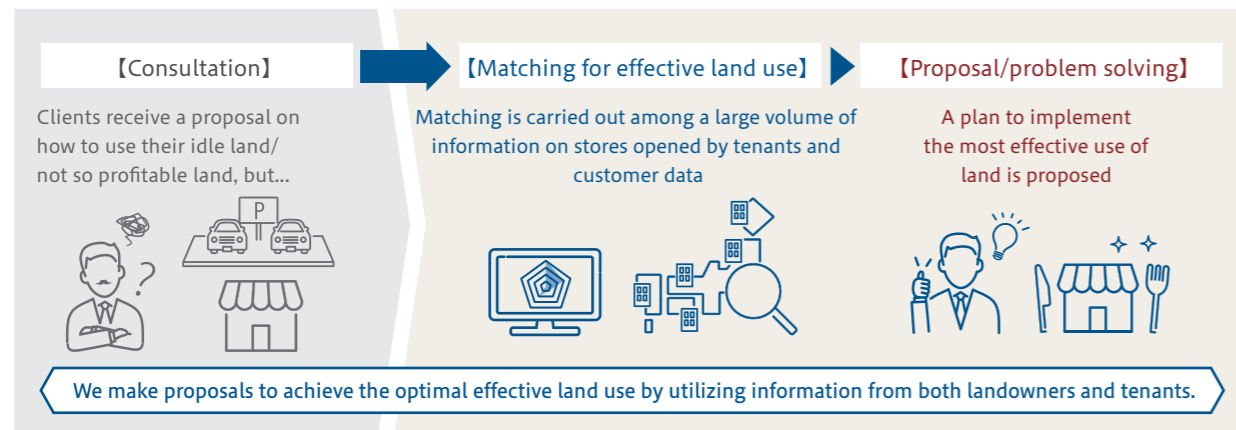 【Consultation】
Clients receive a proposal on
how to use their idle land/
not so profitable land, but...
P
?
【Matching for effective land use】
Matching is carried out among a large volume of
information on stores opened by tenants and
customer data
【Proposal/problem solving】
A plan to implement
the most effective use of
land is proposed
We make proposals to achieve the optimal effective land use by utilizing information from both landowners and tenants.